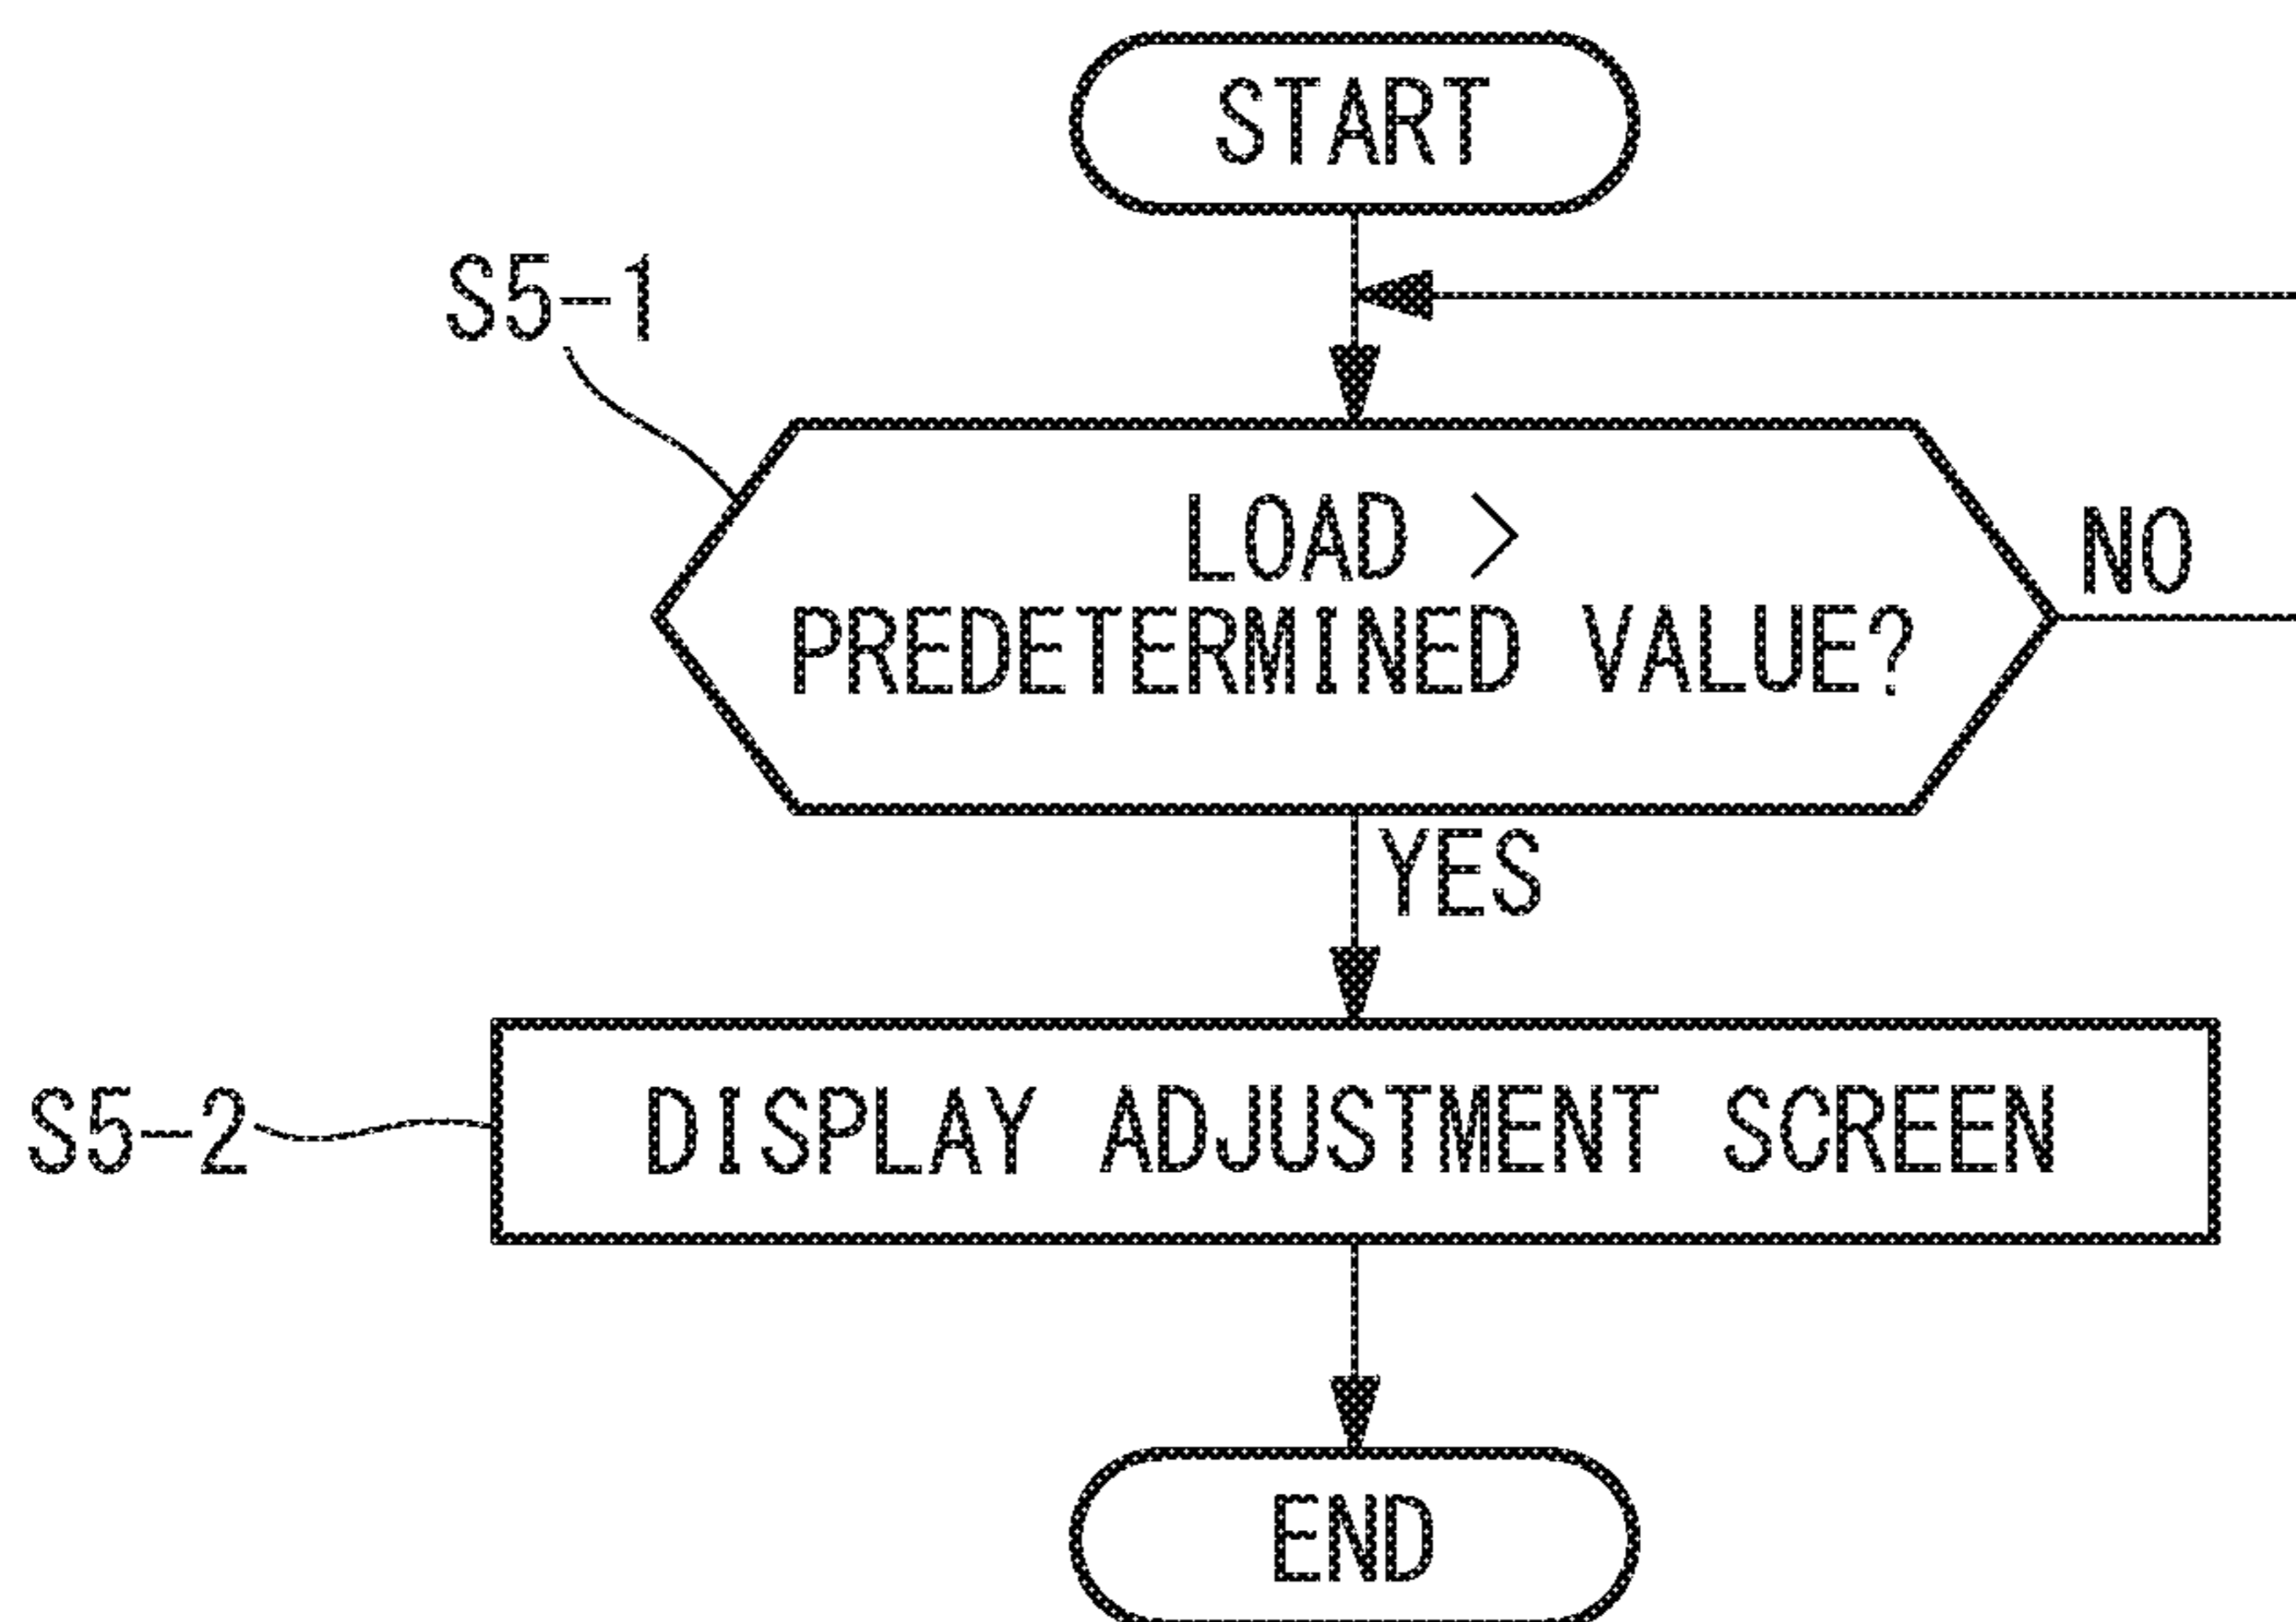 START
S5-1
LOAD >
PREDETERMINED VALUE?
NO
YES
S5-2
DISPLAY ADJUSTMENT SCREEN
END